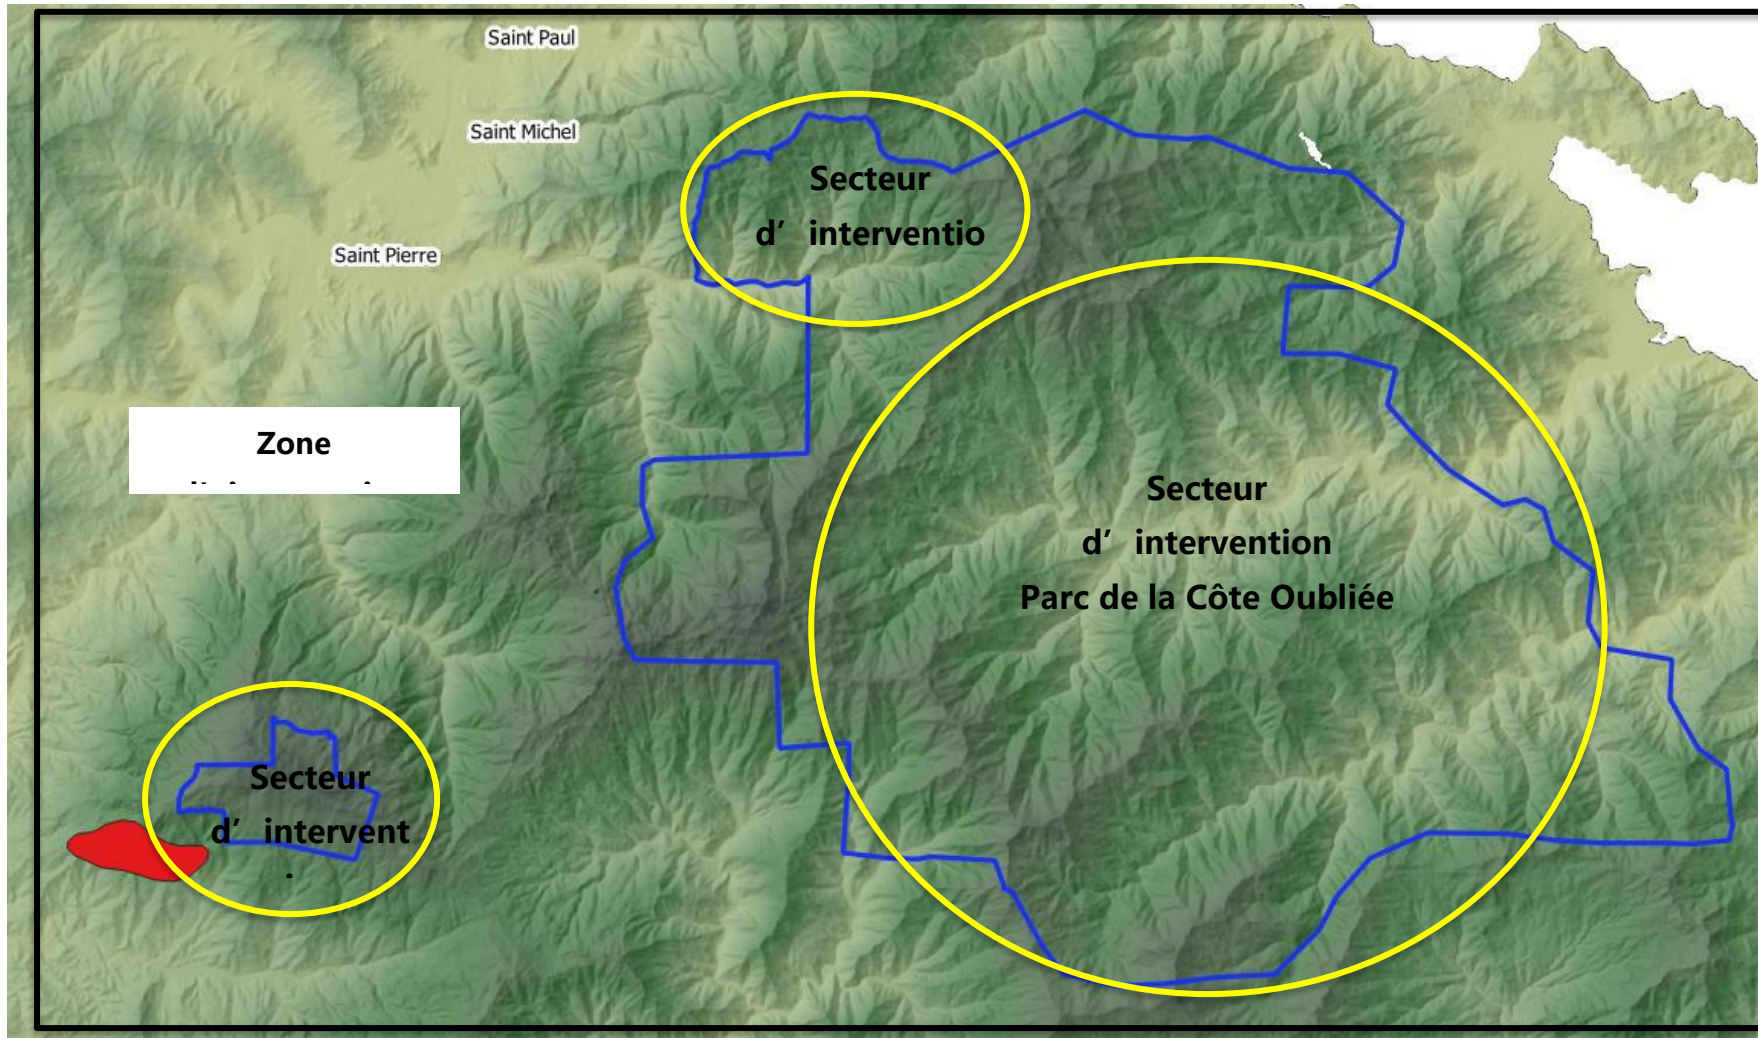 Saint Paul
Saint Michel
Secteur
d' interventio
Saint Pierre
Zone
Secteur
d' intervention
Parc de la Côte Oubliée
Secteur
d' intervent